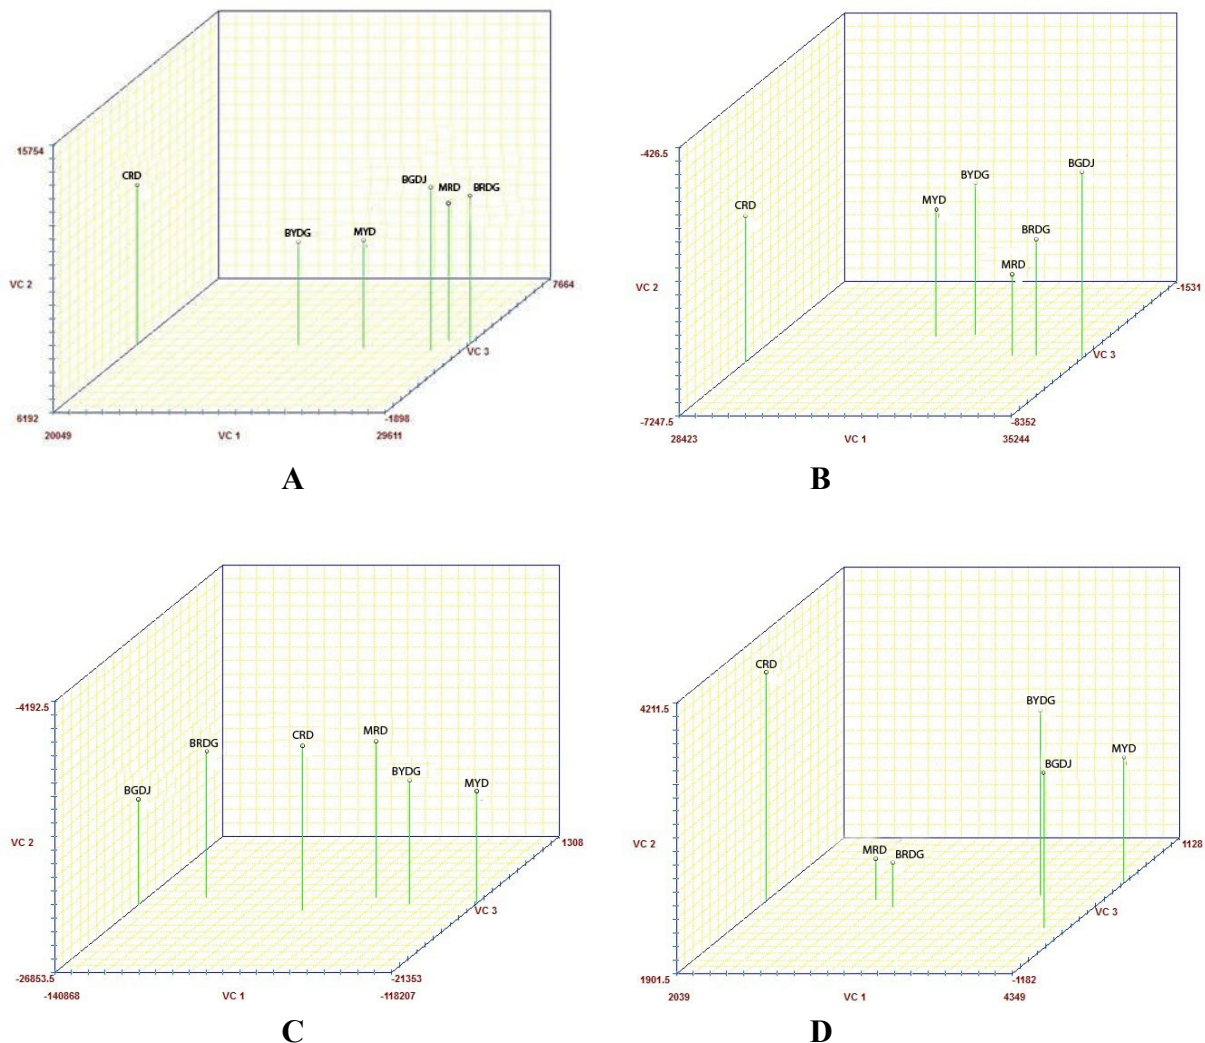 15754
CRD
BGDJ
MRD
BRDG
BYDG
MYD
VC 2
7664
VC 3
6192
-1898
20049
VC 1
29611
A
-426.5
CRD
MYD
BYDG
BGDJ
BRDG
MRD
VC 2
-1531
VC 3
-7247.5
-8352
28423
VC 1
35244
B
-4192.5
BGDJ
BRDG
CRD
MRD
BYDG
MYD
VC 2
1308
VC 3
-26853.5
-21353
-140868
VC 1
-118207
C
4211.5
CRD
BYDG
MYD
BGDJ
MRD
BRDG
VC 2
1128
VC 3
1901.5
-1182
2039
VC 1
4349
D